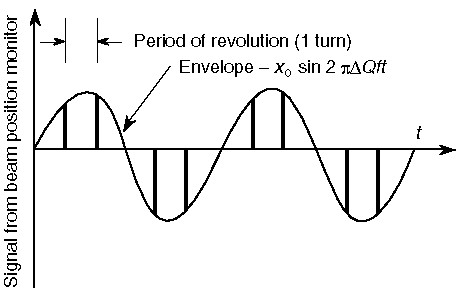 Period of revolution (1 turn)
Envelope – x₀ sin 2 πΔQft
t
Signal from beam position monitor